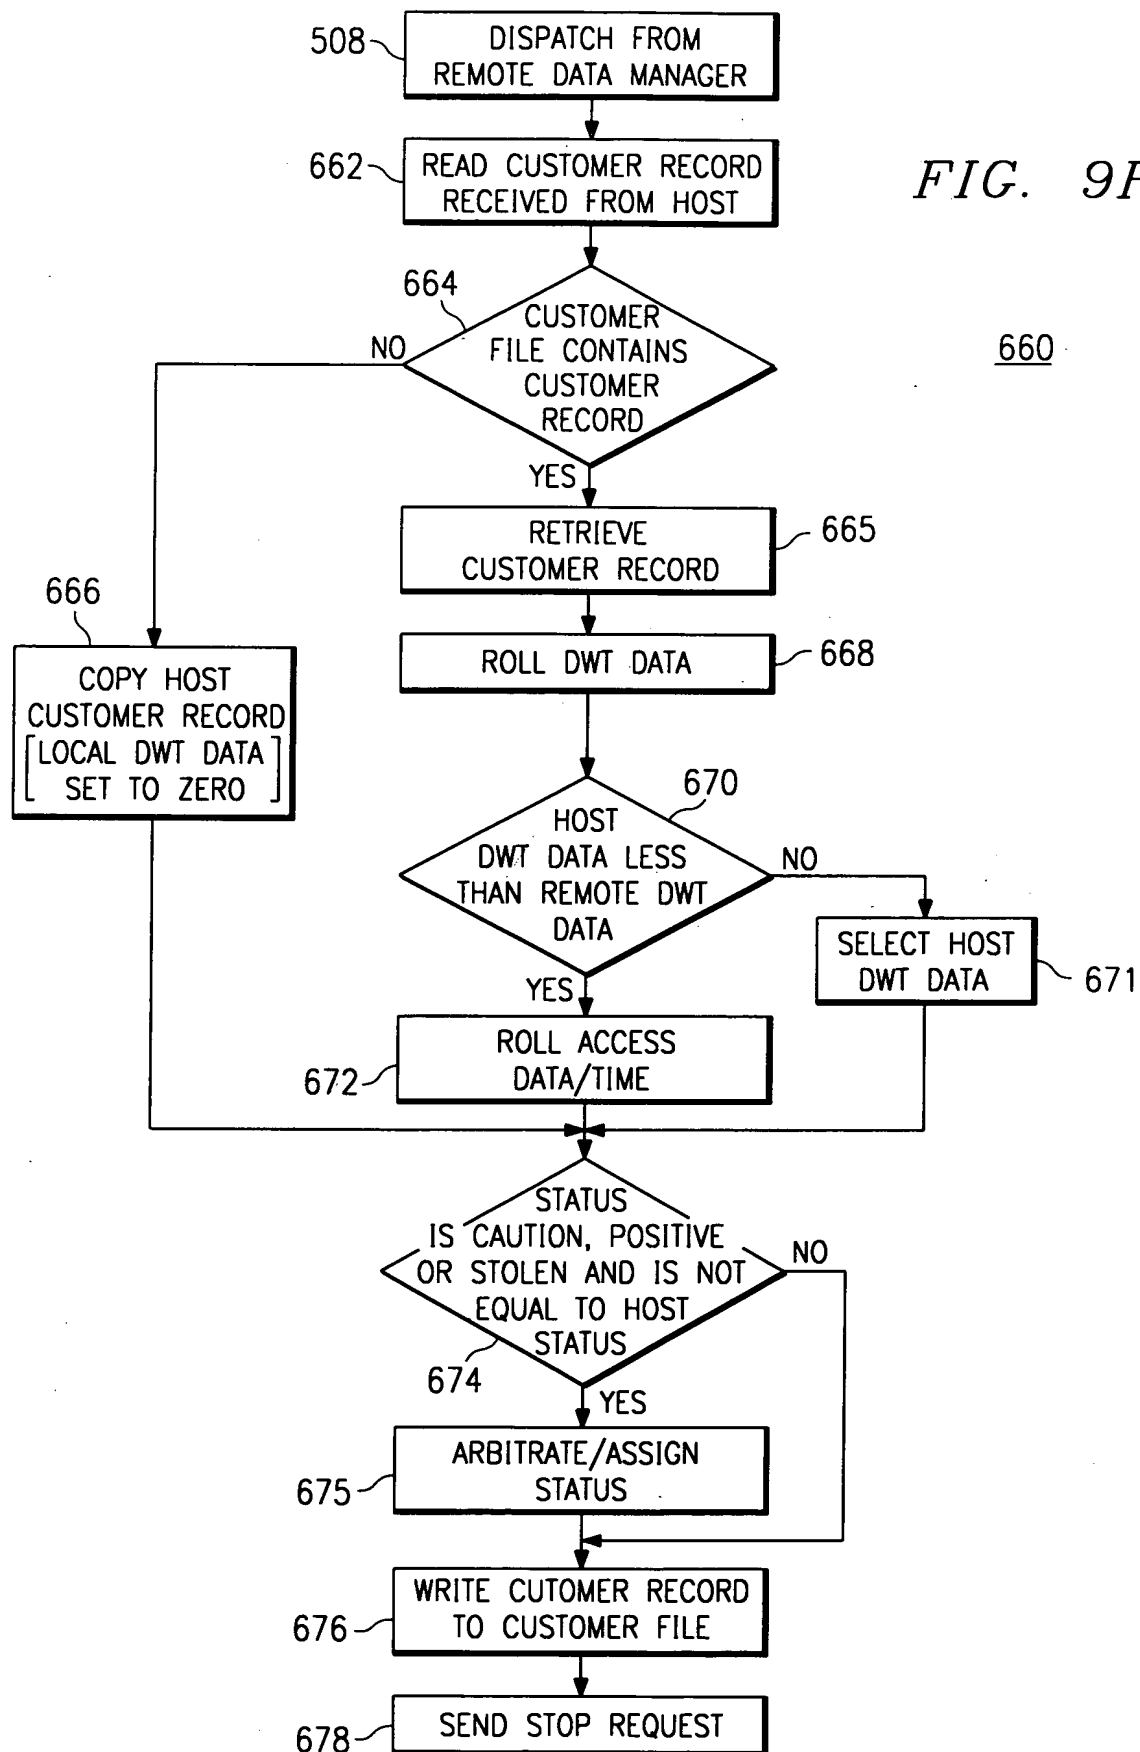 508
DISPATCH FROM
REMOTE DATA MANAGER
662
READ CUSTOMER RECORD
RECEIVED FROM HOST
FIG. 9
660
664
CUSTOMER
FILE CONTAINS
CUSTOMER
RECORD
NO
YES
RETRIEVE
CUSTOMER RECORD
665
666
COPY HOST
CUSTOMER RECORD
[LOCAL DWT DATA
SET TO ZERO]
ROLL DWT DATA
668
670
HOST
DWT DATA LESS
THAN REMOTE DWT
DATA
NO
YES
SELECT HOST
DWT DATA
671
ROLL ACCESS
DATA/TIME
672
STATUS
IS CAUTION, POSITIVE
OR STOLEN AND IS NOT
EQUAL TO HOST
STATUS
NO
674
YES
ARBITRATE/ASSIGN
STATUS
675
WRITE CUTOMER RECORD
TO CUSTOMER FILE
676
SEND STOP REQUEST
678